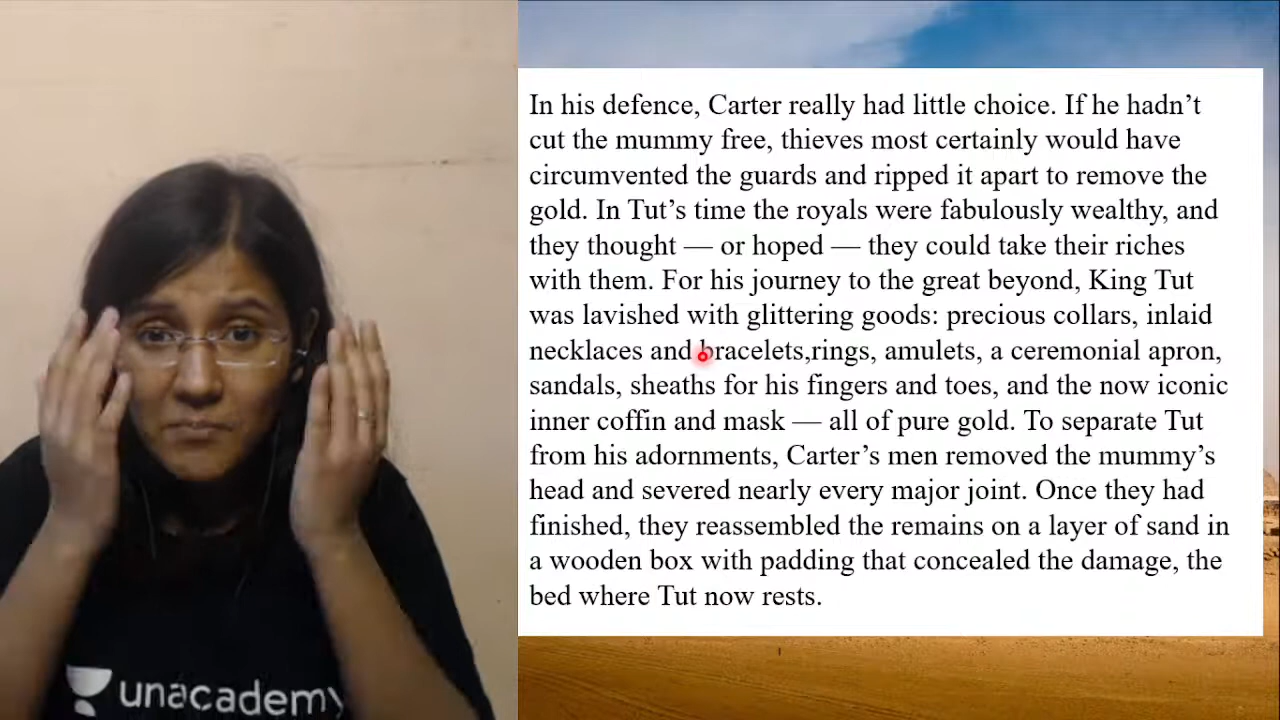 In his defence, Carter really had little choice. If he hadn’t
cut the mummy free, thieves most certainly would have
circumvented the guards and ripped it apart to remove the
gold. In Tut’s time the royals were fabulously wealthy, and
they thought — or hoped — they could take their riches
with them. For his journey to the great beyond, King Tut
was lavished with glittering goods: precious collars, inlaid
necklaces and bracelets,rings, amulets, a ceremonial apron,
sandals, sheaths for his fingers and toes, and the now iconic
inner coffin and mask — all of pure gold. To separate Tut
from his adornments, Carter’s men removed the mummy’s
head and severed nearly every major joint. Once they had
finished, they reassembled the remains on a layer of sand in
a wooden box with padding that concealed the damage, the
bed where Tut now rests.
unacademy